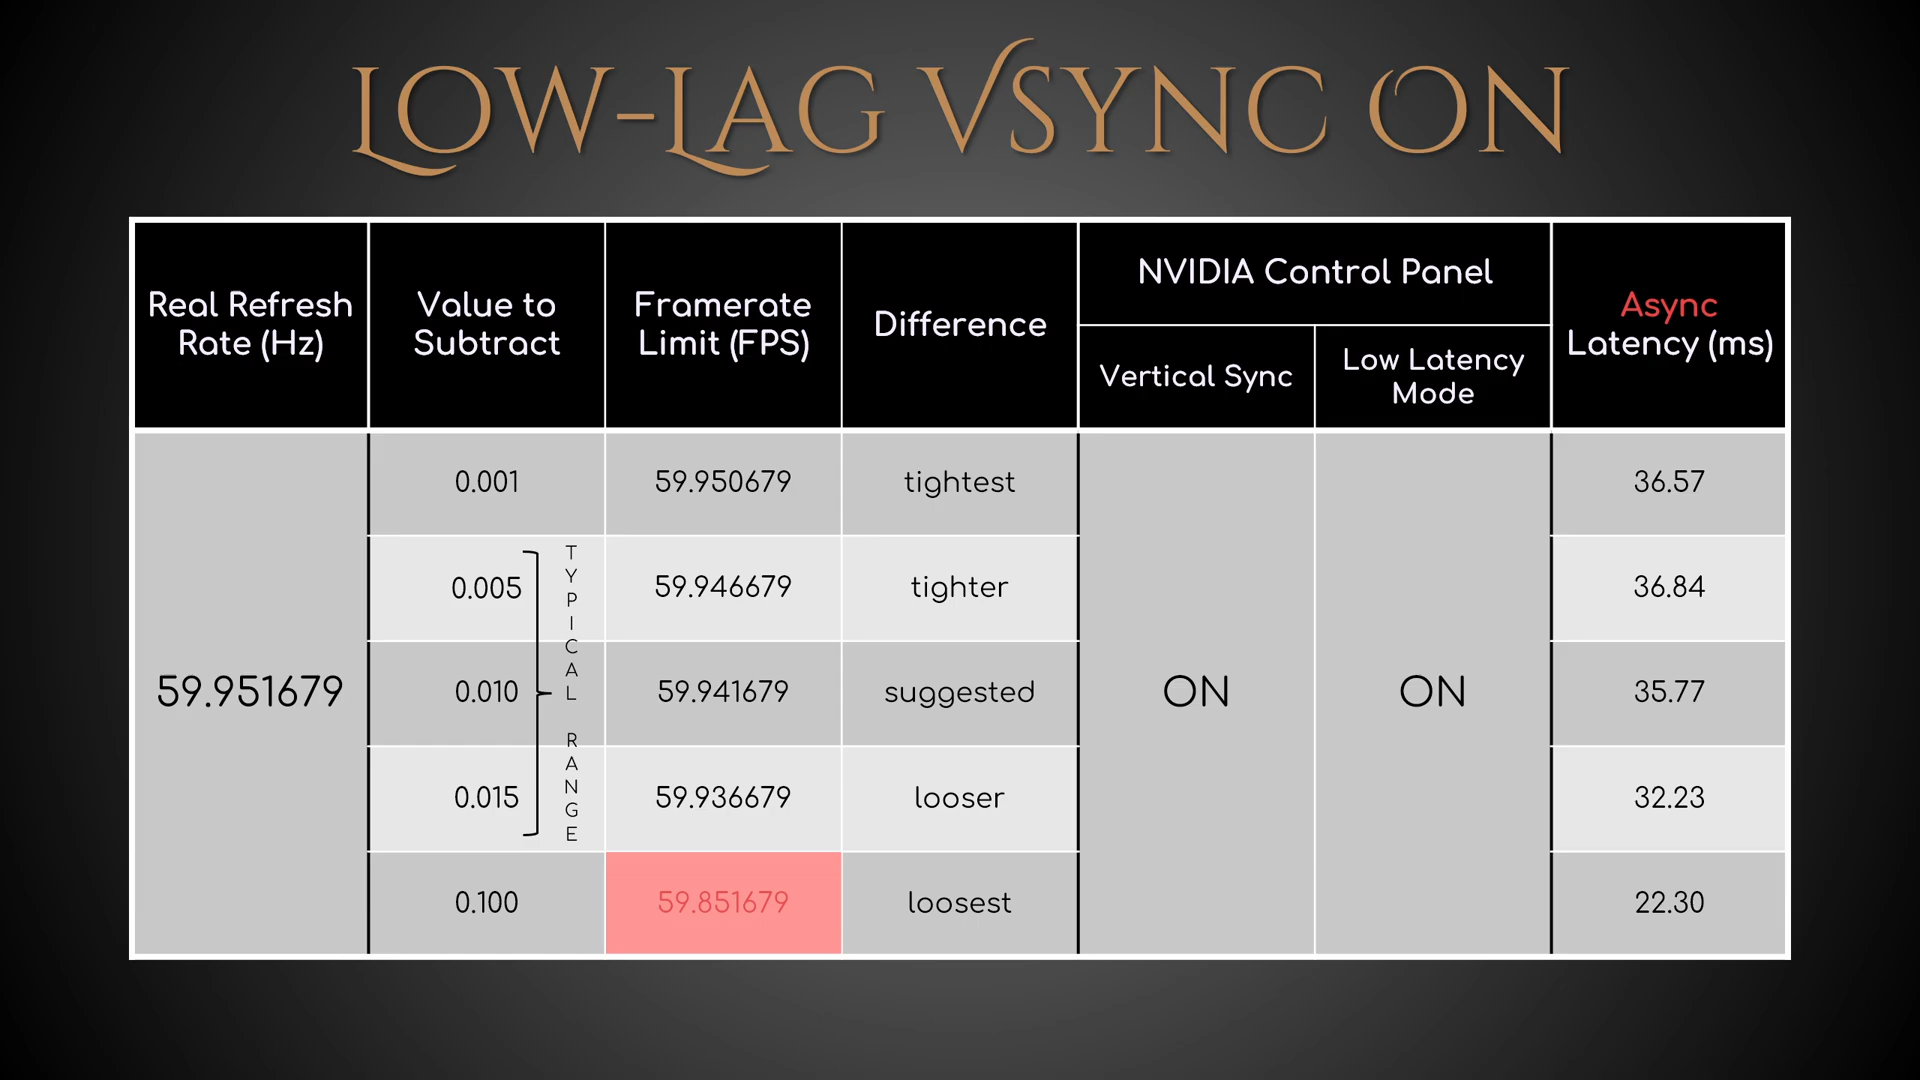 Low-Lag Vsync On
Real Refresh
Rate (Hz)
Value to
Subtract
Framerate
Limit (FPS)
Difference
NVIDIA Control Panel
Vertical Sync
Low Latency
Mode
Async
Latency (ms)
59.951679
0.001
59.950679
tightest
36.57
0.005
59.946679
tighter
36.84
0.010
59.941679
suggested
35.77
0.015
59.936679
looser
32.23
0.100
59.851679
loosest
22.30
TYPICAL RANGE
ON
ON